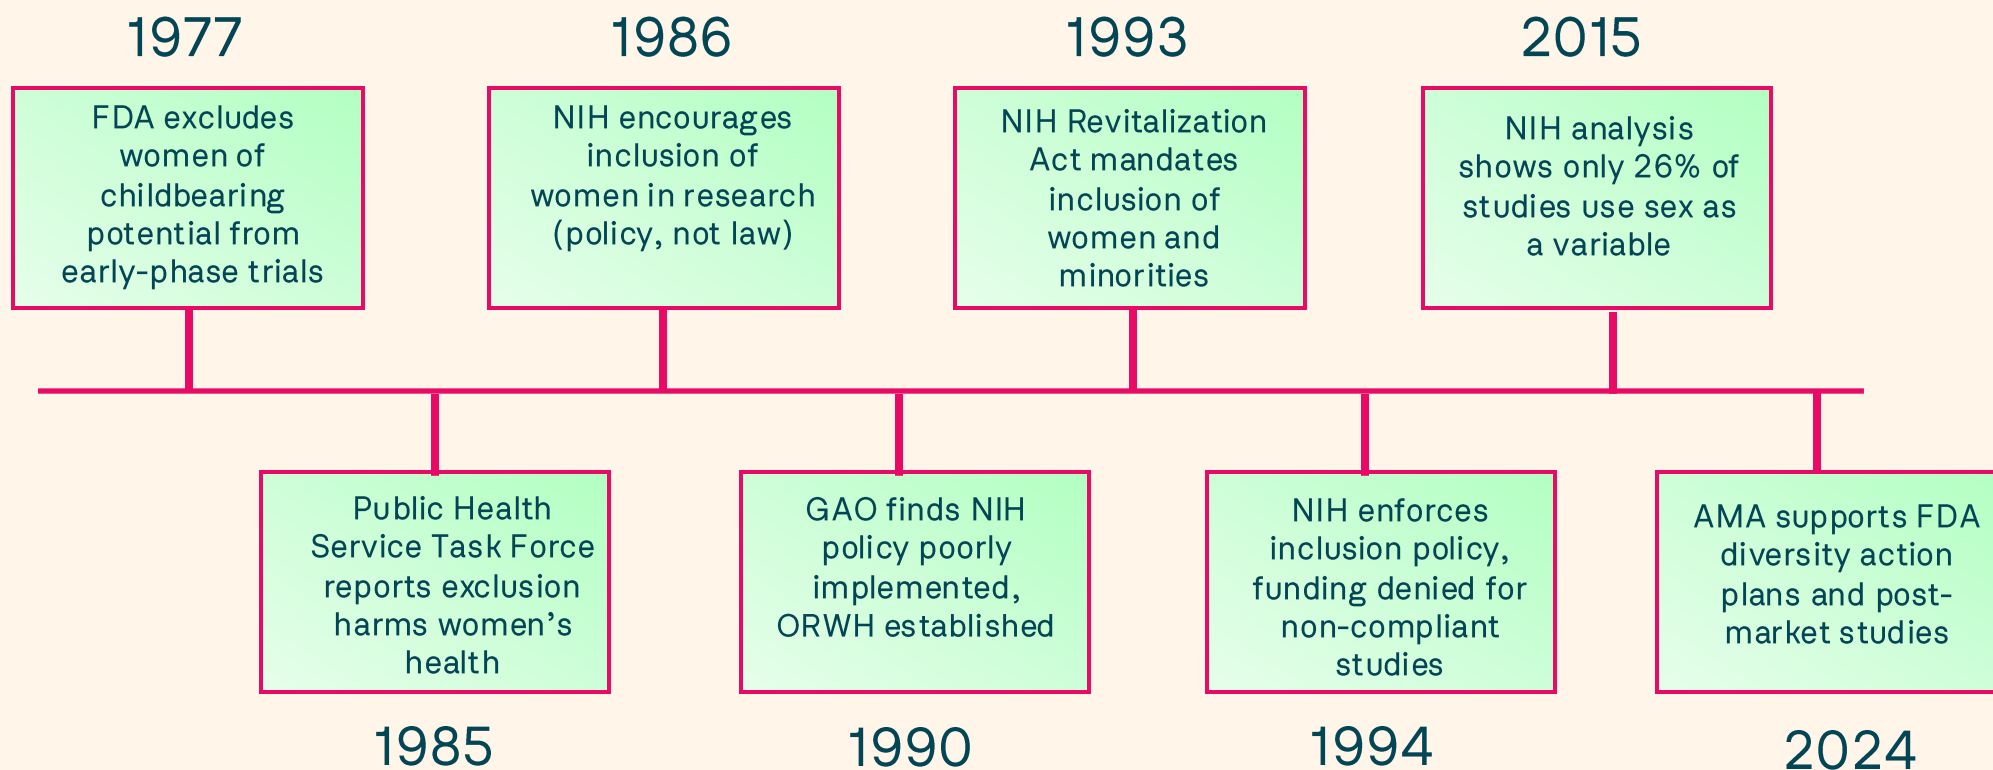 1977
FDA excludes
women of
childbearing
potential from
early-phase trials
1986
NIH encourages
inclusion of
women in research
(policy, not law)
1993
NIH Revitalization
Act mandates
inclusion of
women and
minorities
2015
NIH analysis
shows only 26% of
studies use sex as
a variable
Public Health
Service Task Force
reports exclusion
harms women’s
health
1985
GAO finds NIH
policy poorly
implemented,
ORWH established
1990
NIH enforces
inclusion policy,
funding denied for
non-compliant
studies
1994
AMA supports FDA
diversity action
plans and post-
market studies
2024